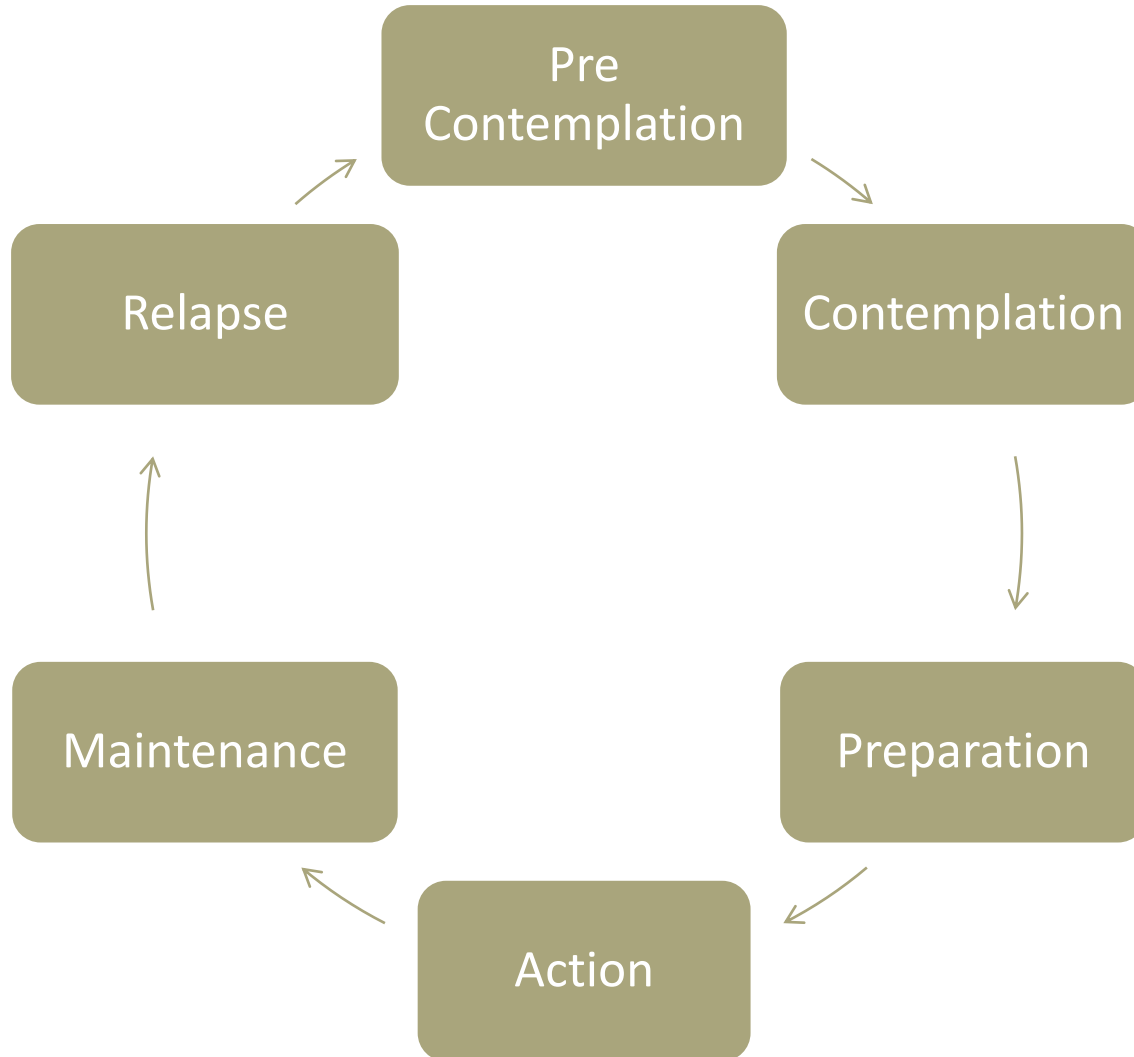 Pre
Contemplation
Contemplation
Preparation
Action
Maintenance
Relapse